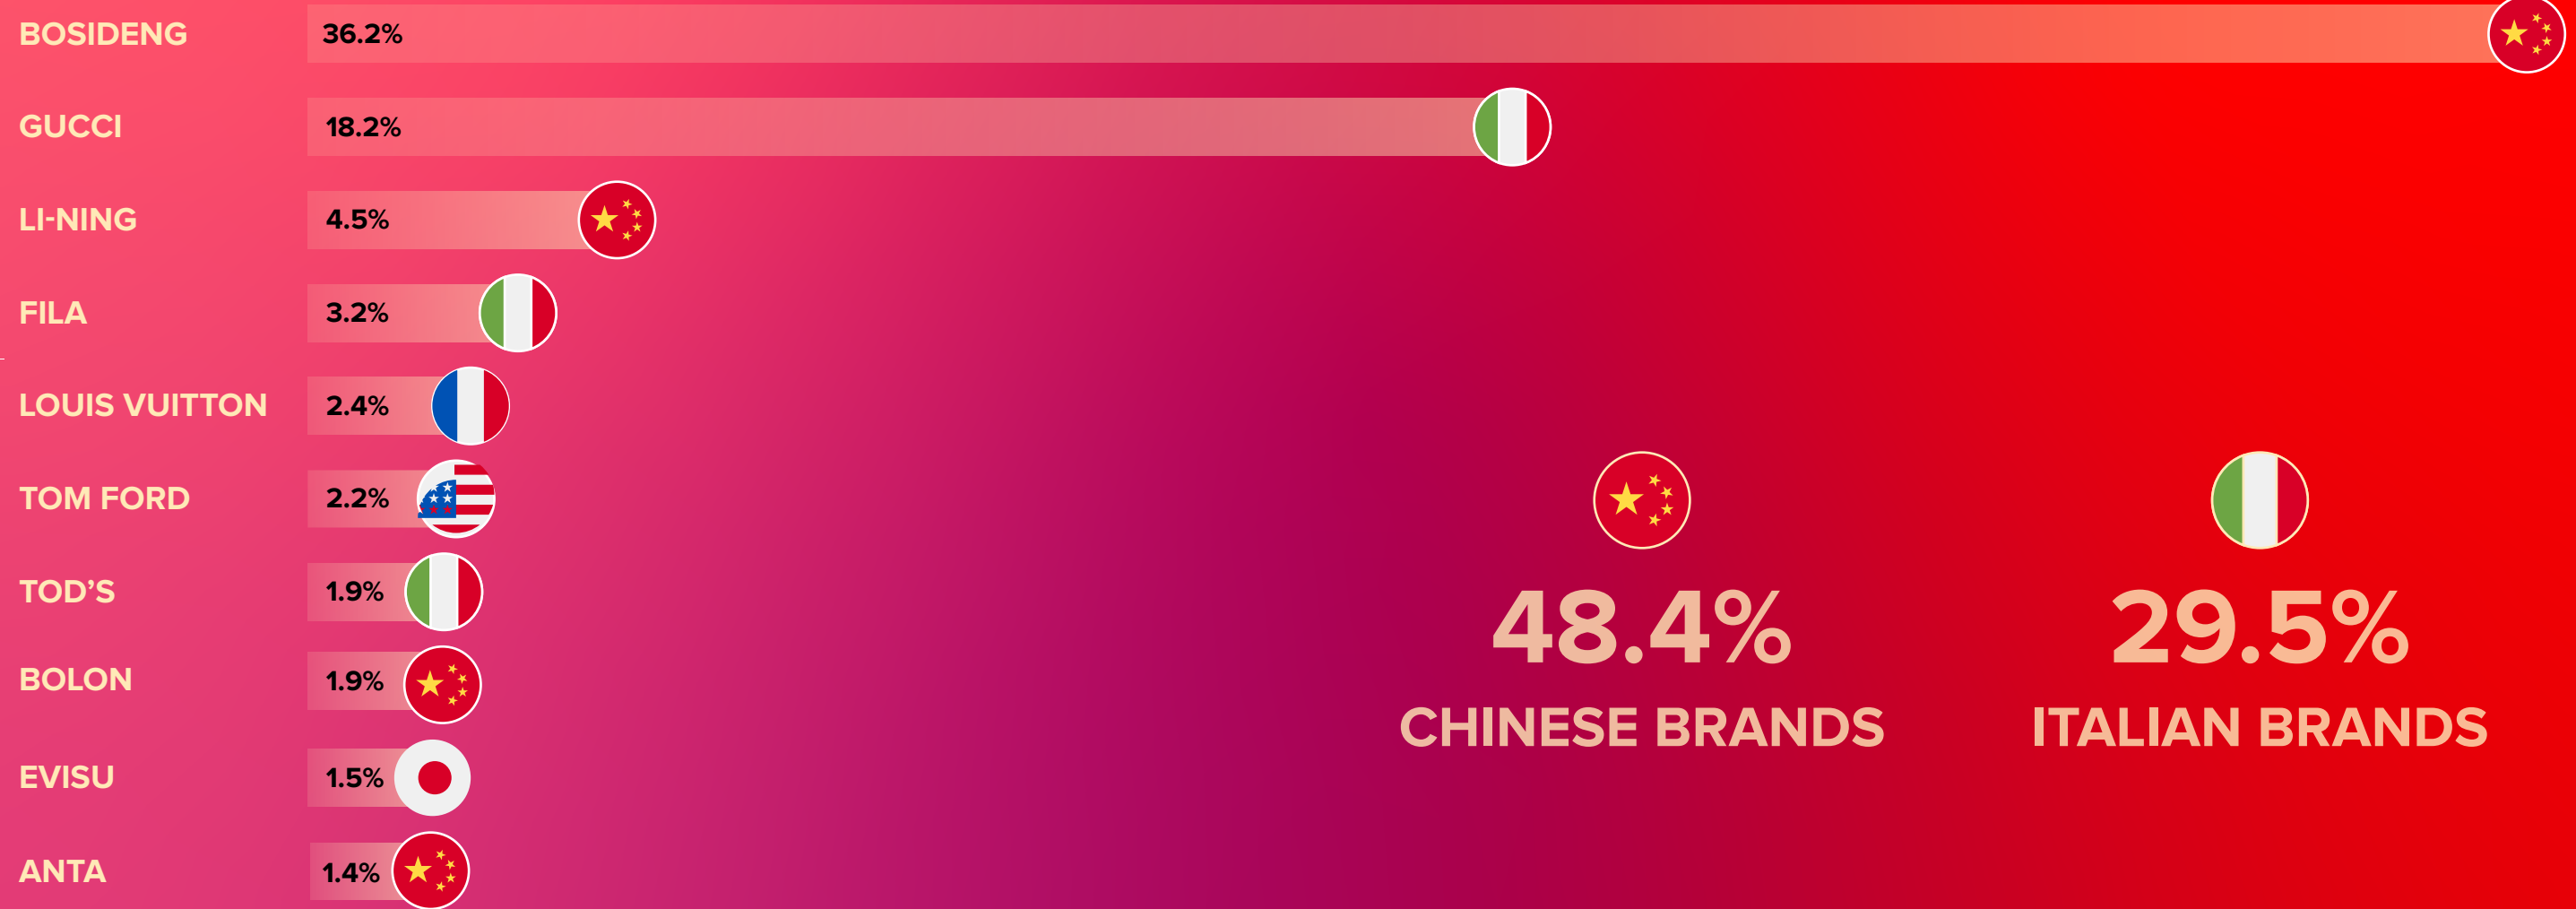 BOSIDENG 36.2%
GUCCI 18.2%
LI-NING 4.5%
FILA 3.2%
LOUIS VUITTON 2.4%
TOM FORD 2.2%
TOD’S 1.9%
BOLON 1.9%
EVISU 1.5%
ANTA 1.4%
48.4%
CHINESE BRANDS
29.5%
ITALIAN BRANDS